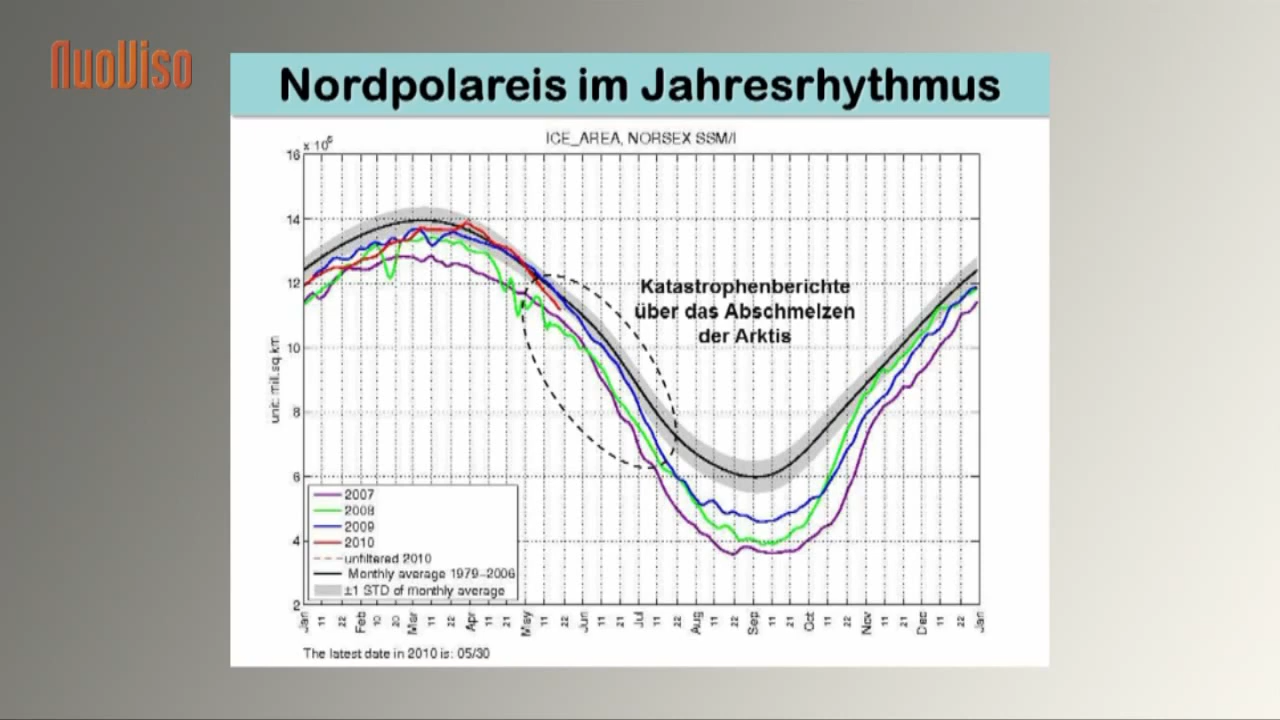 NuoViso
Nordpolareis im Jahresrhythmus
ICE_AREA, NORSEX SSM/I
x 10⁶
16
14
12
10
8
6
4
2
unit: mill.sq.km
Katastrophenberichte
über das Abschmelzen
der Arktis
2007
2008
2009
2010
unfiltered 2010
Monthly average 1979–2006
±1 STD of monthly average
Jan 11 22 Feb 10 20 Mar 11 22 Apr 11 21 May 11 22 Jun 11 21 Jul 11 22 Aug 11 22 Sep 11 21 Oct 11 22 Nov 11 21 Dec 11 22 Jan
The latest date in 2010 is: 05/30